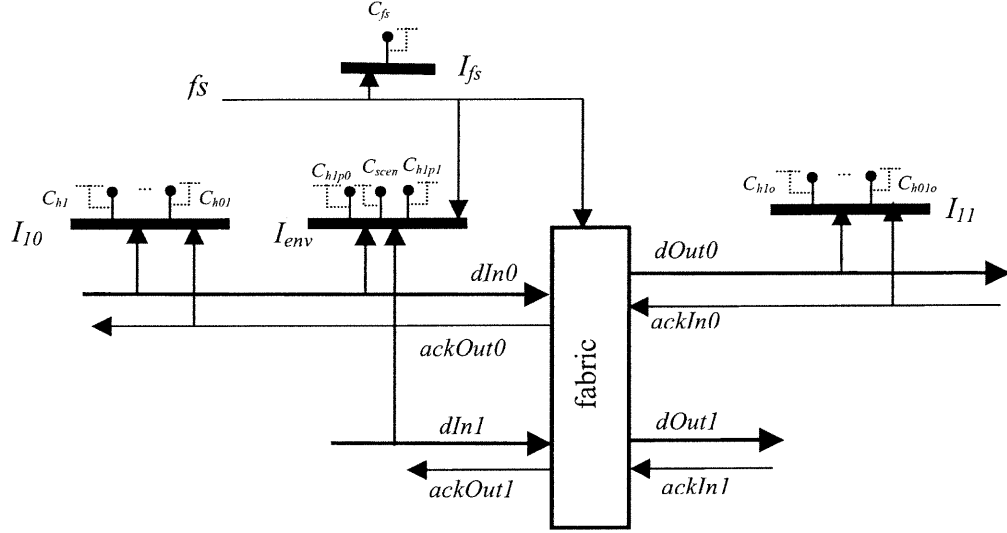 C_fs
I_fs
fs
C_h1 ... C_h01
C_h1p0 C_scen C_h1p1
C_h1o ... C_h01o
I_10
I_env
I_11
dIn0
dOut0
ackOut0
ackIn0
fabric
dIn1
dOut1
ackOut1
ackIn1